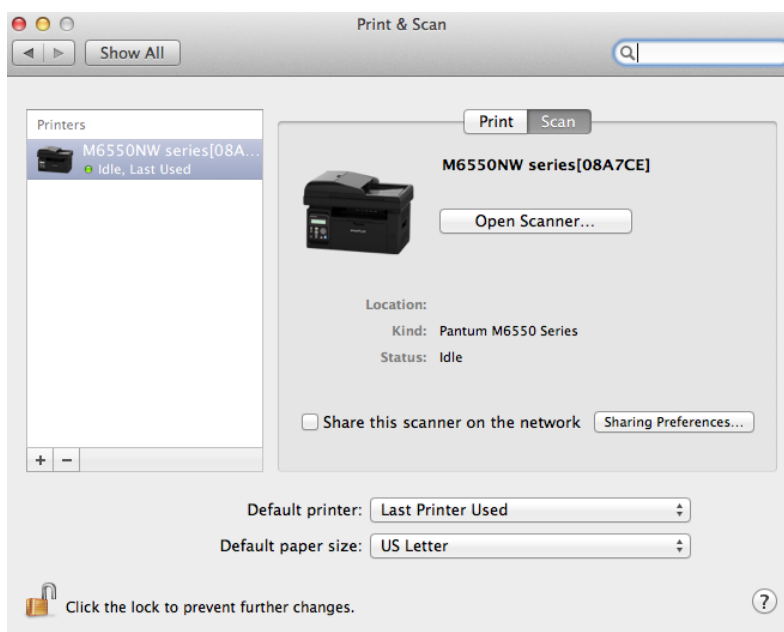 Print & Scan
Show All
Printers
M6550NW series[08A...
Idle, Last Used
Print Scan
M6550NW series[08A7CE]
Open Scanner...
Location:
Kind: Pantum M6550 Series
Status: Idle
Share this scanner on the network Sharing Preferences...
+ −
Default printer: Last Printer Used
Default paper size: US Letter
Click the lock to prevent further changes.
?